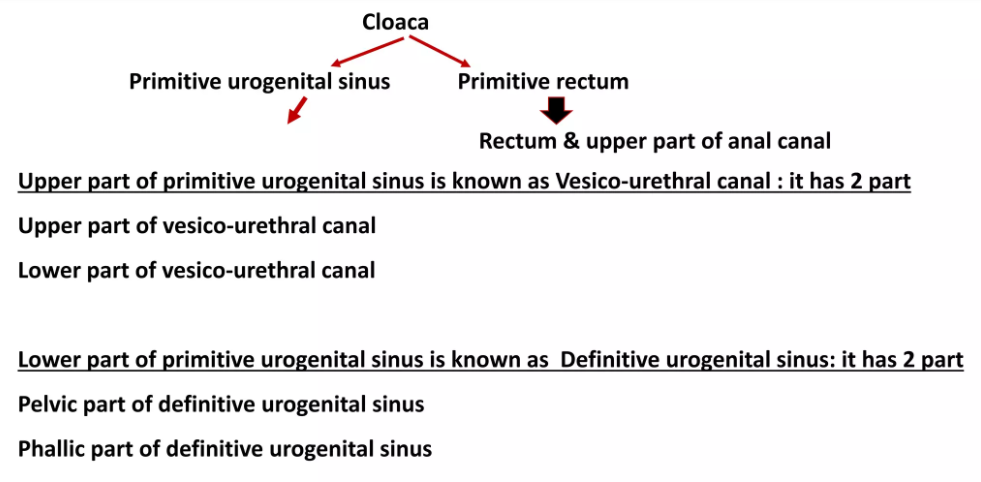 Cloaca
Primitive urogenital sinus Primitive rectum
Rectum & upper part of anal canal
Upper part of primitive urogenital sinus is known as Vesico-urethral canal : it has 2 part
Upper part of vesico-urethral canal
Lower part of vesico-urethral canal
Lower part of primitive urogenital sinus is known as Definitive urogenital sinus: it has 2 part
Pelvic part of definitive urogenital sinus
Phallic part of definitive urogenital sinus